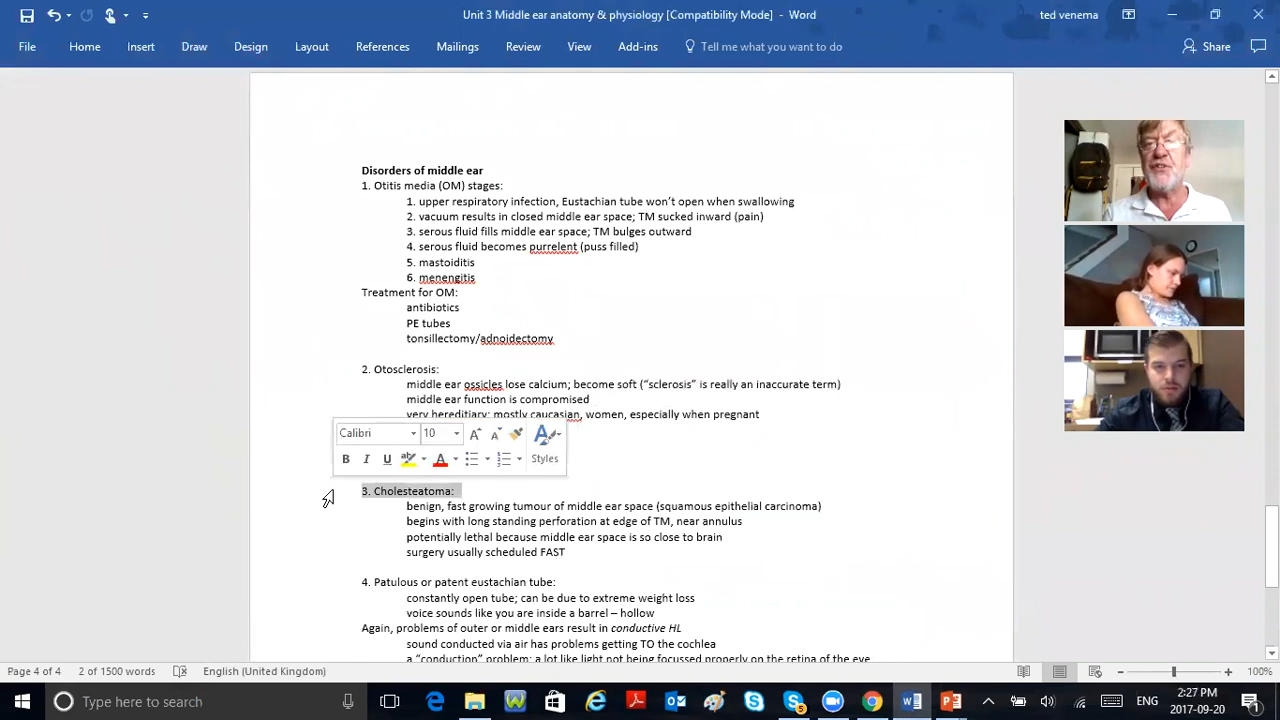 Unit 3 Middle ear anatomy & physiology [Compatibility Mode] - Word
ted venema
File Home Insert Draw Design Layout References Mailings Review View Add-ins Tell me what you want to do Share
Disorders of middle ear
1. Otitis media (OM) stages:
1. upper respiratory infection, Eustachian tube won't open when swallowing
2. vacuum results in closed middle ear space; TM sucked inward (pain)
3. serous fluid fills middle ear space; TM bulges outward
4. serous fluid becomes purrelent (puss filled)
5. mastoiditis
6. menengitis
Treatment for OM:
antibiotics
PE tubes
tonsillectomy/adnoidectomy
2. Otosclerosis:
middle ear ossicles lose calcium; become soft ("sclerosis" is really an inaccurate term)
middle ear function is compromised
very hereditiary; mostly caucasian, women, especially when pregnant
Calibri 10
B I U A Styles
3. Cholesteatoma:
benign, fast growing tumour of middle ear space (squamous epithelial carcinoma)
begins with long standing perforation at edge of TM, near annulus
potentially lethal because middle ear space is so close to brain
surgery usually scheduled FAST
4. Patulous or patent eustachian tube:
constantly open tube; can be due to extreme weight loss
voice sounds like you are inside a barrel – hollow
Again, problems of outer or middle ears result in conductive HL
sound conducted via air has problems getting TO the cochlea
a "conduction" problem; a lot like light not being focussed properly on the retina of the eye
Page 4 of 4 2 of 1500 words English (United Kingdom) 100%
Type here to search
ENG
2:27 PM
2017-09-20